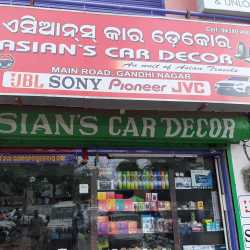 & UNLO
ଏସିଆନ୍‌ସ୍ କାର ଡେକୋର
ASIAN'S CAR DECOR
An unit of Asian Travels
MAIN ROAD, GANDHI NAGAR
JBL SONY Pioneer JVC
SIAN'S CAR DECOR